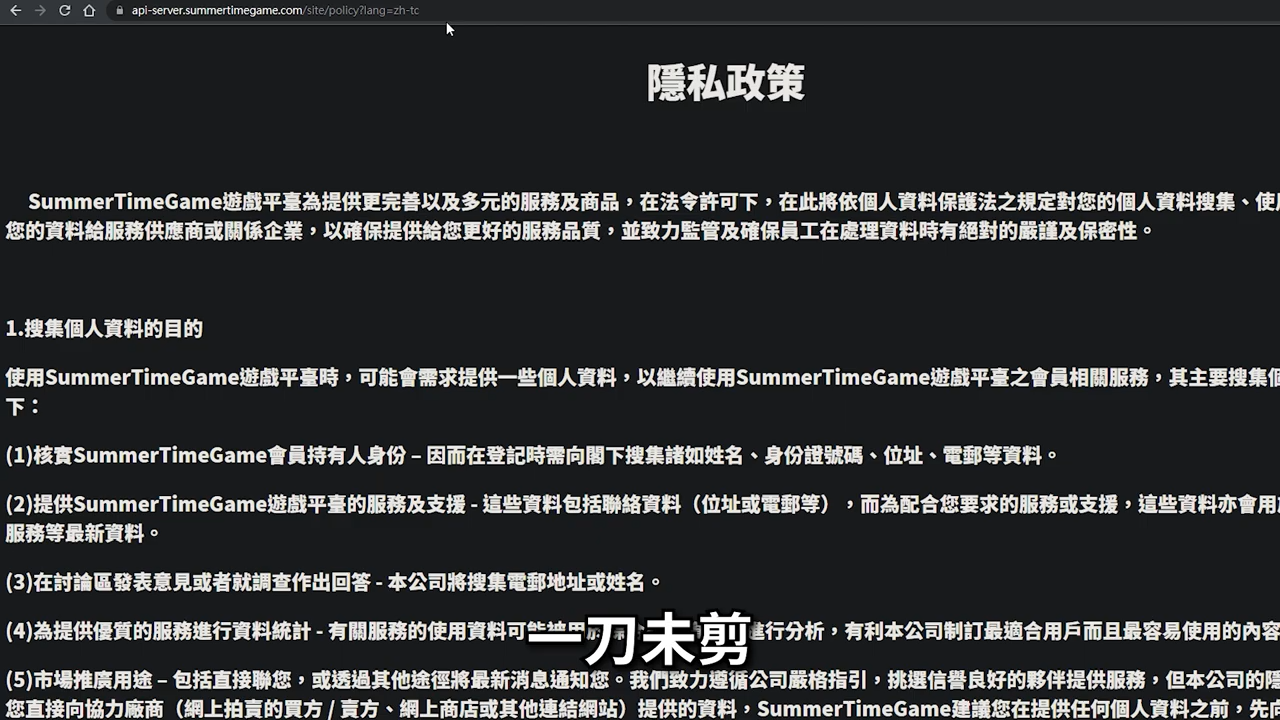 api-server.summertimegame.com/site/policy?lang=zh-tc
隱私政策
SummerTimeGame遊戲平臺為提供更完善以及多元的服務及商品，在法令許可下，在此將依個人資料保護法之規定對您的個人資料搜集、使用
您的資料給服務供應商或關係企業，以確保提供給您更好的服務品質，並致力監管及確保員工在處理資料時有絕對的嚴謹及保密性。
1.搜集個人資料的目的
使用SummerTimeGame遊戲平臺時，可能會需求提供一些個人資料，以繼續使用SummerTimeGame遊戲平臺之會員相關服務，其主要搜集
下：
(1)核實SummerTimeGame會員持有人身份 – 因而在登記時需向閣下搜集諸如姓名、身份證號碼、位址、電郵等資料。
(2)提供SummerTimeGame遊戲平臺的服務及支援 - 這些資料包括聯絡資料（位址或電郵等），而為配合您要求的服務或支援，這些資料亦會用
服務等最新資料。
(3)在討論區發表意見或者就調查作出回答 - 本公司將搜集電郵地址或姓名。
(4)為提供優質的服務進行資料統計 - 有關服務的使用資料可能 進行分析，有利本公司制訂最適合用戶而且最容易使用的內容
一刀未剪
(5)市場推廣用途 – 包括直接聯您，或透過其他途徑將最新消息通知您。我們致力遵循公司嚴格指引，挑選信譽良好的夥伴提供服務，但本公司的隱
您直接向協力廠商（網上拍賣的買方 / 賣方、網上商店或其他連結網站）提供的資料，SummerTimeGame建議您在提供任何個人資料之前，先向